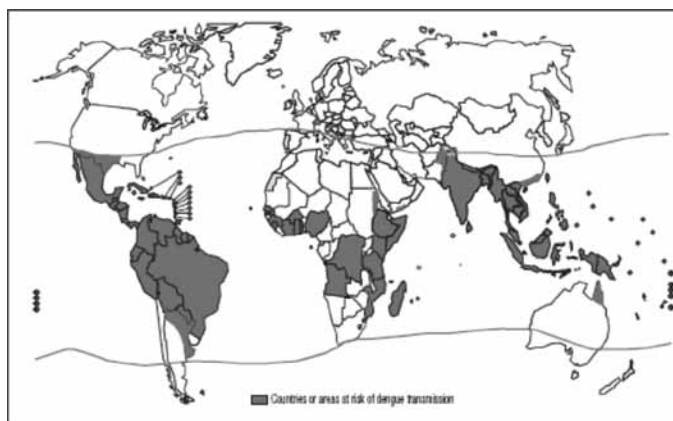 Countries or areas at risk of dengue transmission